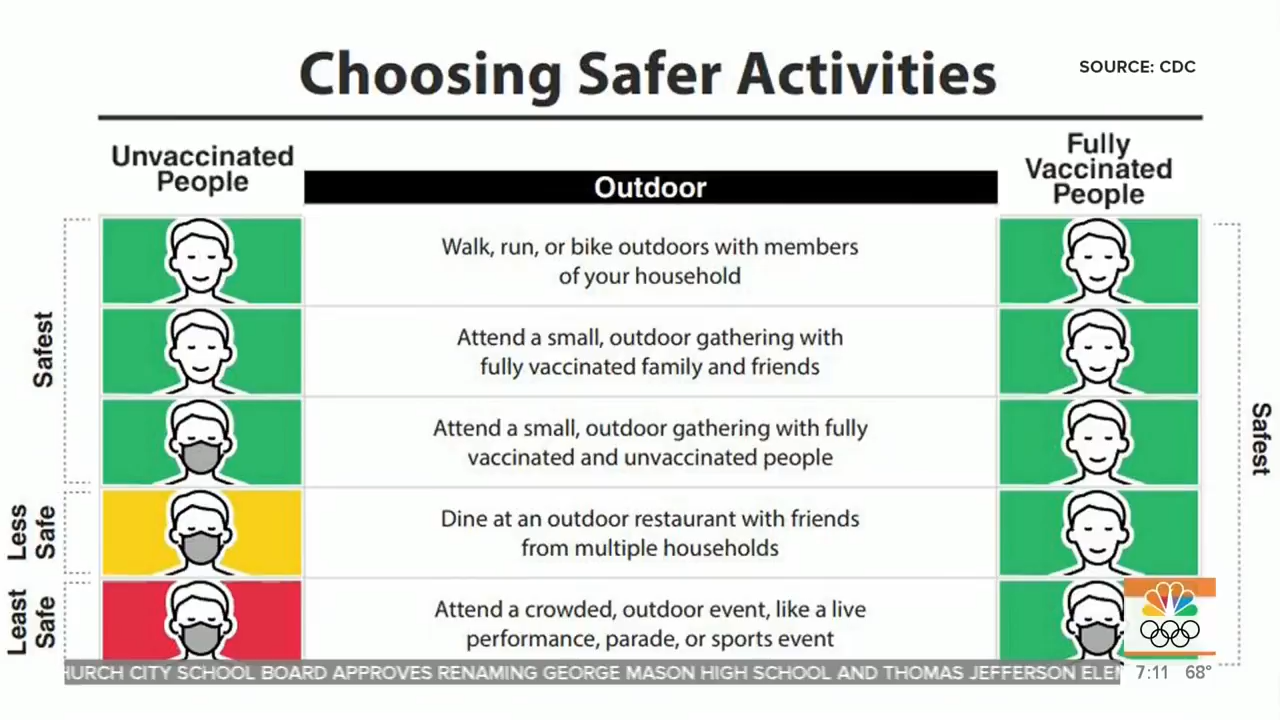 Choosing Safer Activities
SOURCE: CDC
Unvaccinated
People
Outdoor
Fully
Vaccinated
People
Safest
Less
Safe
Least
Safe
Walk, run, or bike outdoors with members
of your household
Attend a small, outdoor gathering with
fully vaccinated family and friends
Attend a small, outdoor gathering with fully
vaccinated and unvaccinated people
Dine at an outdoor restaurant with friends
from multiple households
Attend a crowded, outdoor event, like a live
performance, parade, or sports event
Safest
CITY SCHOOL BOARD APPROVES RENAMING GEORGE MASON HIGH SCHOOL AND THOMAS JEFFERSON
7:11 68°